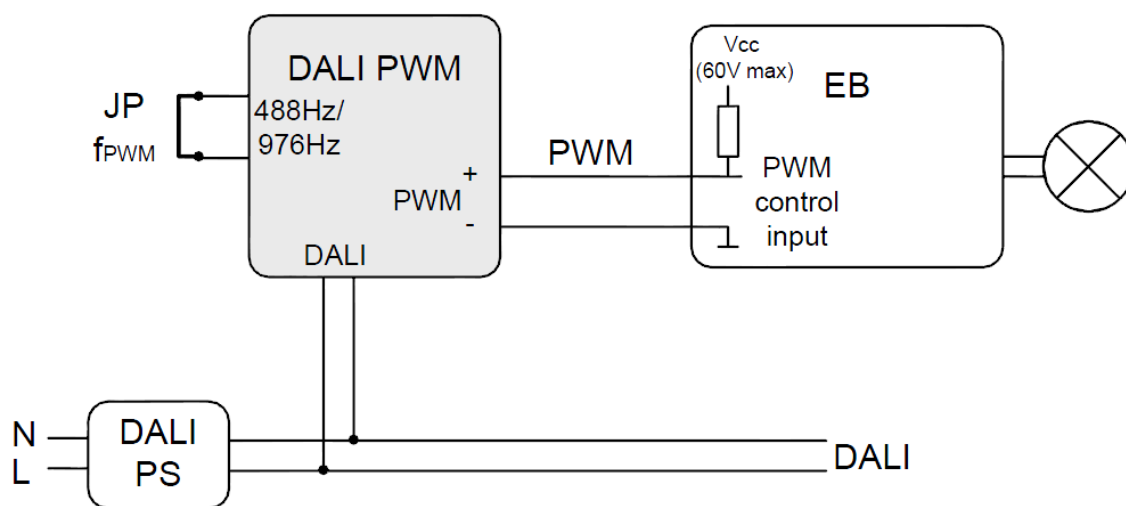 DALI PWM
JP
fPWM
488Hz/
976Hz
+
PWM
-
DALI
PWM
Vcc
(60V max)
EB
PWM
control
input
N
L
DALI
PS
DALI